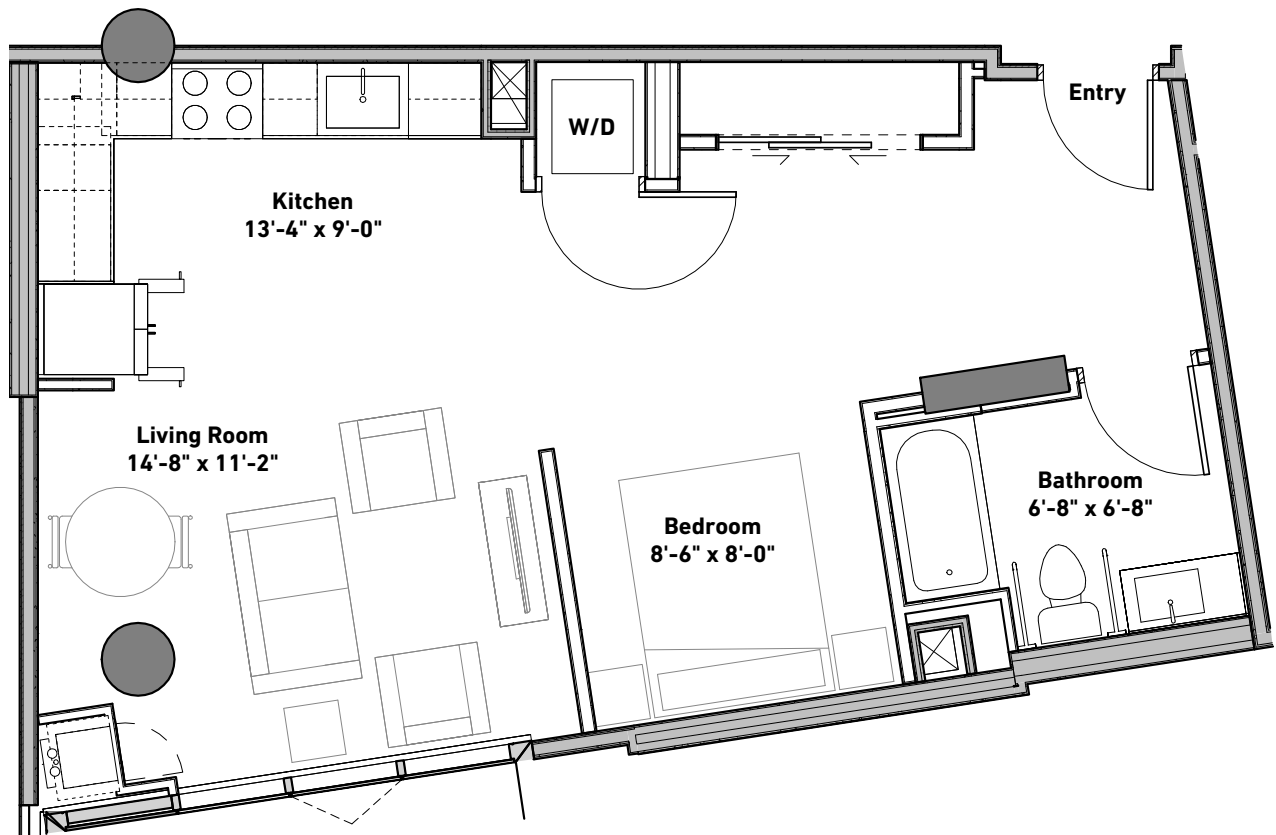 Entry
W/D
Kitchen
13'-4" x 9'-0"
Living Room
14'-8" x 11'-2"
Bedroom
8'-6" x 8'-0"
Bathroom
6'-8" x 6'-8"